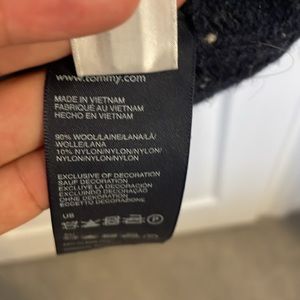 www.tommy.com
MADE IN VIETNAM
FABRIQUÉ AU VIETNAM
HECHO EN VIETNAM
90% WOOL/LAINE/LANA/LÃ/
WOLLE/LANA
10% NYLON/NYLON/NYLON/
NYLON/NYLON/NYLON
EXCLUSIVE OF DECORATION
SAUF DECORATION
EXCLUYE LA DECORACIÓN
EXCLUINDO DECORAÇÃO
OHNE DEKORATION
ECCETTO DECORAZIONE
US